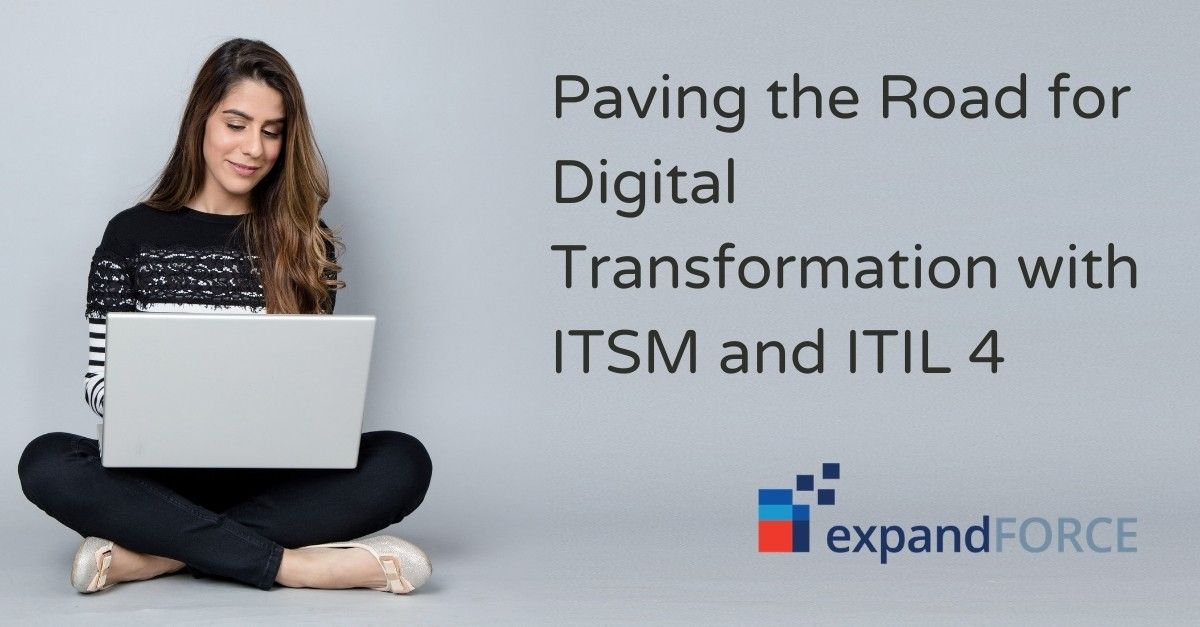 Paving the Road for
Digital
Transformation with
ITSM and ITIL 4
expandFORCE